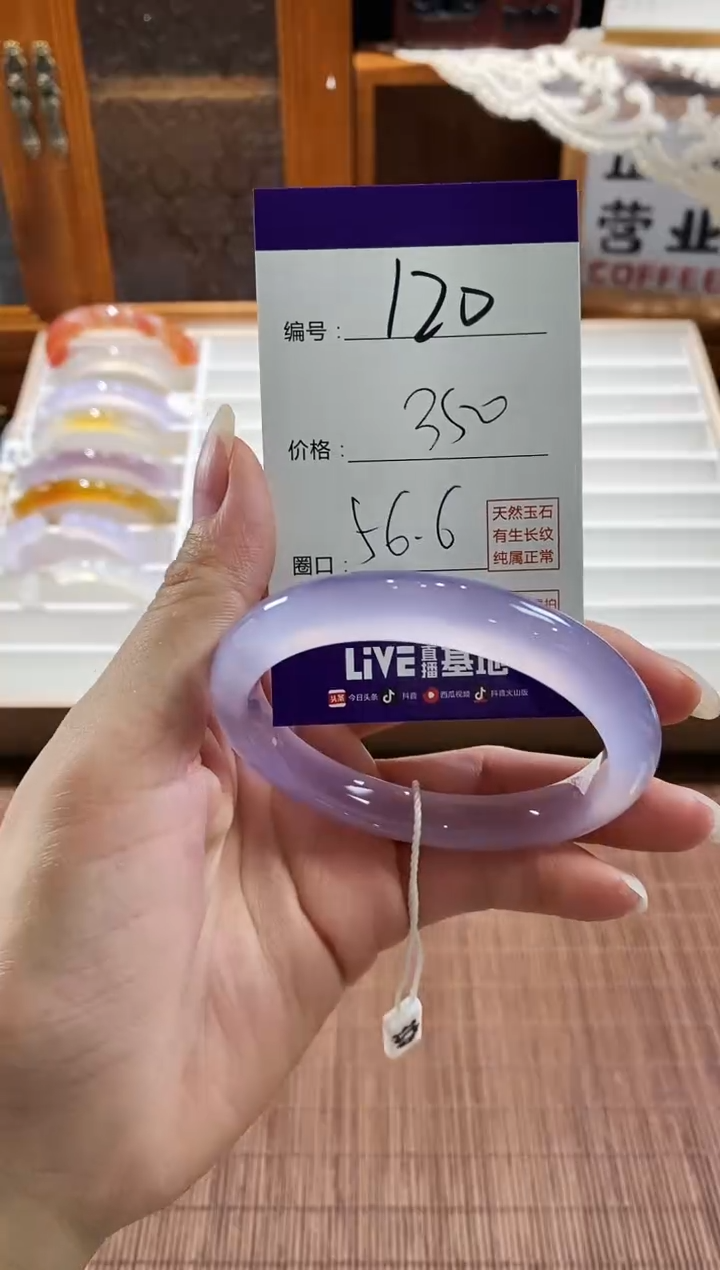 营业
COFFEE
编号：120
价格：350
圈口：56.6
天然玉石
有生长纹
纯属正常
LiVE直播基地
头条 今日头条 抖音 西瓜视频 抖音火山版